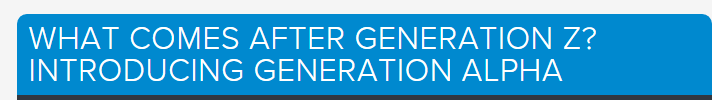 WHAT COMES AFTER GENERATION Z?
INTRODUCING GENERATION ALPHA